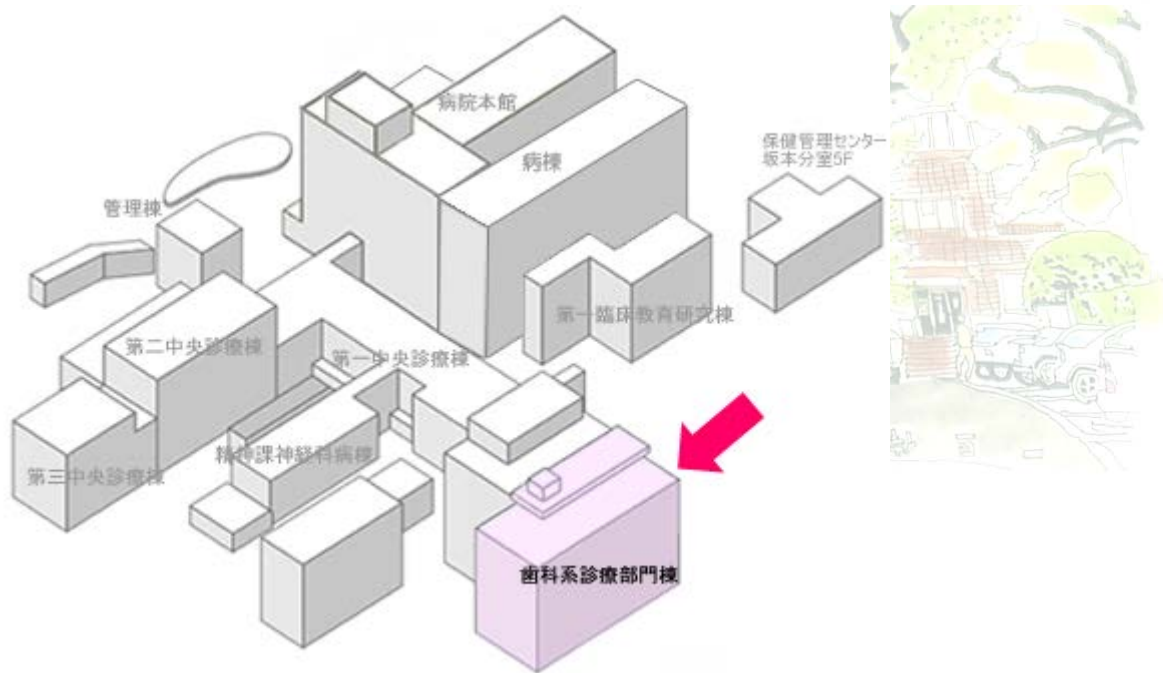 病院本館
病棟
保健管理センター
坂本分室5F
管理棟
第一臨床教育研究棟
第二中央診療棟
第一中央診療棟
精神課神経科病棟
第三中央診療棟
歯科系診療部門棟